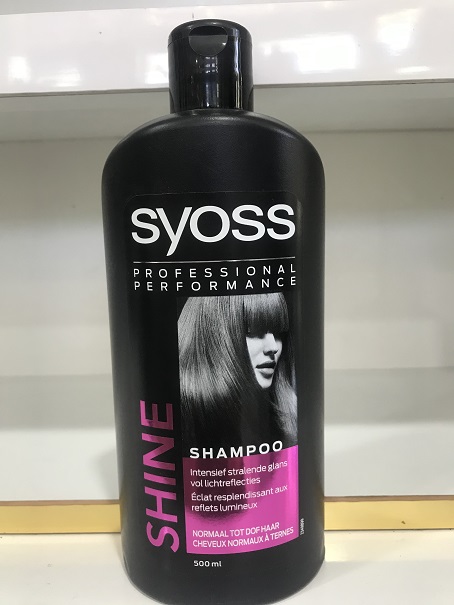 syoss
PROFESSIONAL
PERFORMANCE
SHINE
SHAMPOO
Intensief stralende glans
vol lichtreflecties
Éclat resplendissant aux
reflets lumineux
NORMAAL TOT DOF HAAR
CHEVEUX NORMAUX À TERNES
500 ml